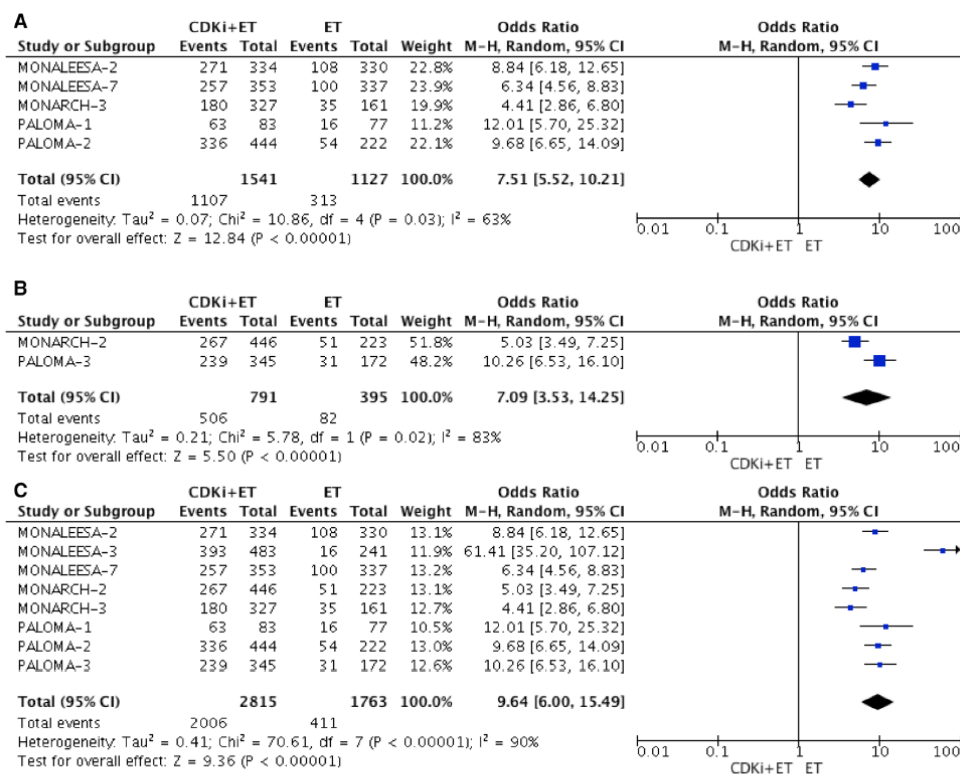 A
CDKi+ET ET Odds Ratio Odds Ratio
Study or Subgroup Events Total Events Total Weight M-H, Random, 95% CI M-H, Random, 95% CI
MONALEESA-2 271 334 108 330 22.8% 8.84 [6.18, 12.65]
MONALEESA-7 257 353 100 337 23.9% 6.34 [4.56, 8.83]
MONARCH-3 180 327 35 161 19.9% 4.41 [2.86, 6.80]
PALOMA-1 63 83 16 77 11.2% 12.01 [5.70, 25.32]
PALOMA-2 336 444 54 222 22.1% 9.68 [6.65, 14.09]
Total (95% CI) 1541 1127 100.0% 7.51 [5.52, 10.21]
Total events 1107 313
Heterogeneity: Tau² = 0.07; Chi² = 10.86, df = 4 (P = 0.03); I² = 63%
Test for overall effect: Z = 12.84 (P < 0.00001)
0.01 0.1 1 10 100
CDKi+ET ET
B
CDKi+ET ET Odds Ratio Odds Ratio
Study or Subgroup Events Total Events Total Weight M-H, Random, 95% CI M-H, Random, 95% CI
MONARCH-2 267 446 51 223 51.8% 5.03 [3.49, 7.25]
PALOMA-3 239 345 31 172 48.2% 10.26 [6.53, 16.10]
Total (95% CI) 791 395 100.0% 7.09 [3.53, 14.25]
Total events 506 82
Heterogeneity: Tau² = 0.21; Chi² = 5.78, df = 1 (P = 0.02); I² = 83%
Test for overall effect: Z = 5.50 (P < 0.00001)
0.01 0.1 1 10 100
CDKi+ET ET
C
CDKi+ET ET Odds Ratio Odds Ratio
Study or Subgroup Events Total Events Total Weight M-H, Random, 95% CI M-H, Random, 95% CI
MONALEESA-2 271 334 108 330 13.1% 8.84 [6.18, 12.65]
MONALEESA-3 393 483 16 241 11.9% 61.41 [35.20, 107.12]
MONALEESA-7 257 353 100 337 13.2% 6.34 [4.56, 8.83]
MONARCH-2 267 446 51 223 13.1% 5.03 [3.49, 7.25]
MONARCH-3 180 327 35 161 12.7% 4.41 [2.86, 6.80]
PALOMA-1 63 83 16 77 10.5% 12.01 [5.70, 25.32]
PALOMA-2 336 444 54 222 13.0% 9.68 [6.65, 14.09]
PALOMA-3 239 345 31 172 12.6% 10.26 [6.53, 16.10]
Total (95% CI) 2815 1763 100.0% 9.64 [6.00, 15.49]
Total events 2006 411
Heterogeneity: Tau² = 0.41; Chi² = 70.61, df = 7 (P < 0.00001); I² = 90%
Test for overall effect: Z = 9.36 (P < 0.00001)
0.01 0.1 1 10 100
CDKi+ET ET